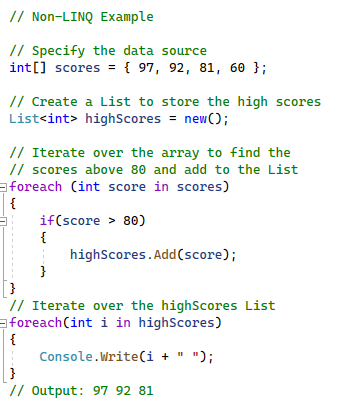 // Non-LINQ Example

// Specify the data source
int[] scores = { 97, 92, 81, 60 };

// Create a List to store the high scores
List<int> highScores = new();

// Iterate over the array to find the
// scores above 80 and add to the List
foreach (int score in scores)
{
    if(score > 80)
    {
        highScores.Add(score);
    }
}
// Iterate over the highScores List
foreach(int i in highScores)
{
    Console.Write(i + " ");
}
// Output: 97 92 81